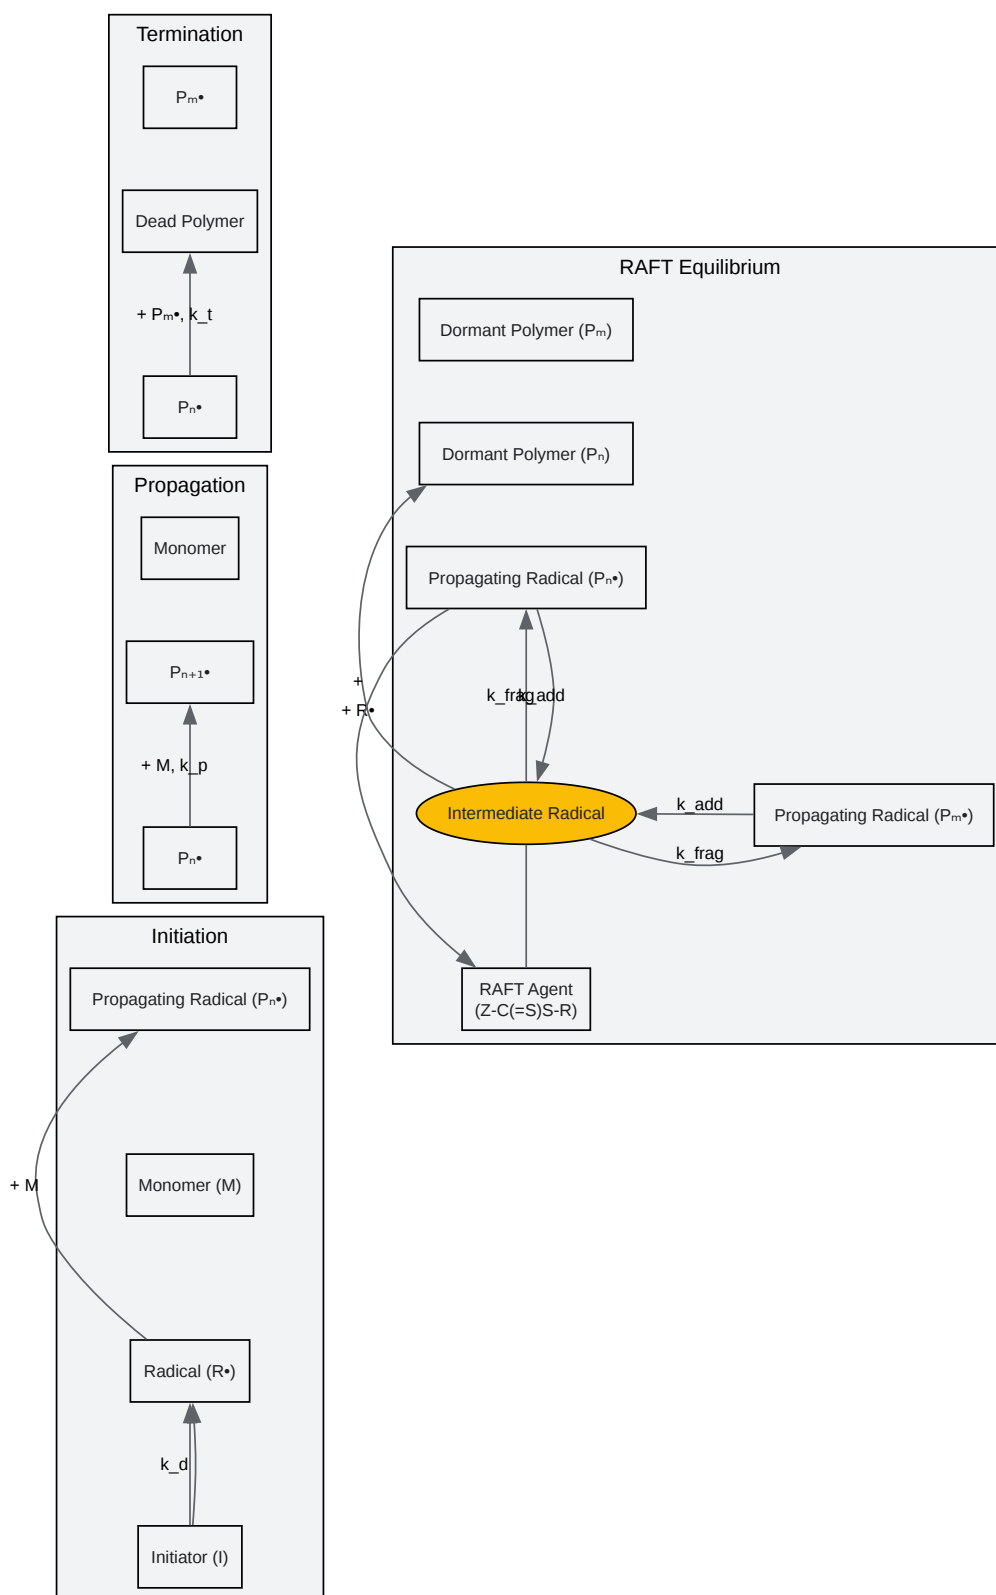 Termination
Pₘ•
Dead Polymer
+ Pₘ•, k_t
Pₙ•
Propagation
Monomer
Pₙ₊₁•
+ M, k_p
Pₙ•
Initiation
Propagating Radical (Pₙ•)
+ M
Monomer (M)
Radical (R•)
k_d
Initiator (I)
RAFT Equilibrium
Dormant Polymer (Pₘ)
Dormant Polymer (Pₙ)
Propagating Radical (Pₙ•)
+
+ R•
k_frag
k_add
Intermediate Radical
k_add
k_frag
Propagating Radical (Pₘ•)
RAFT Agent
(Z-C(=S)S-R)